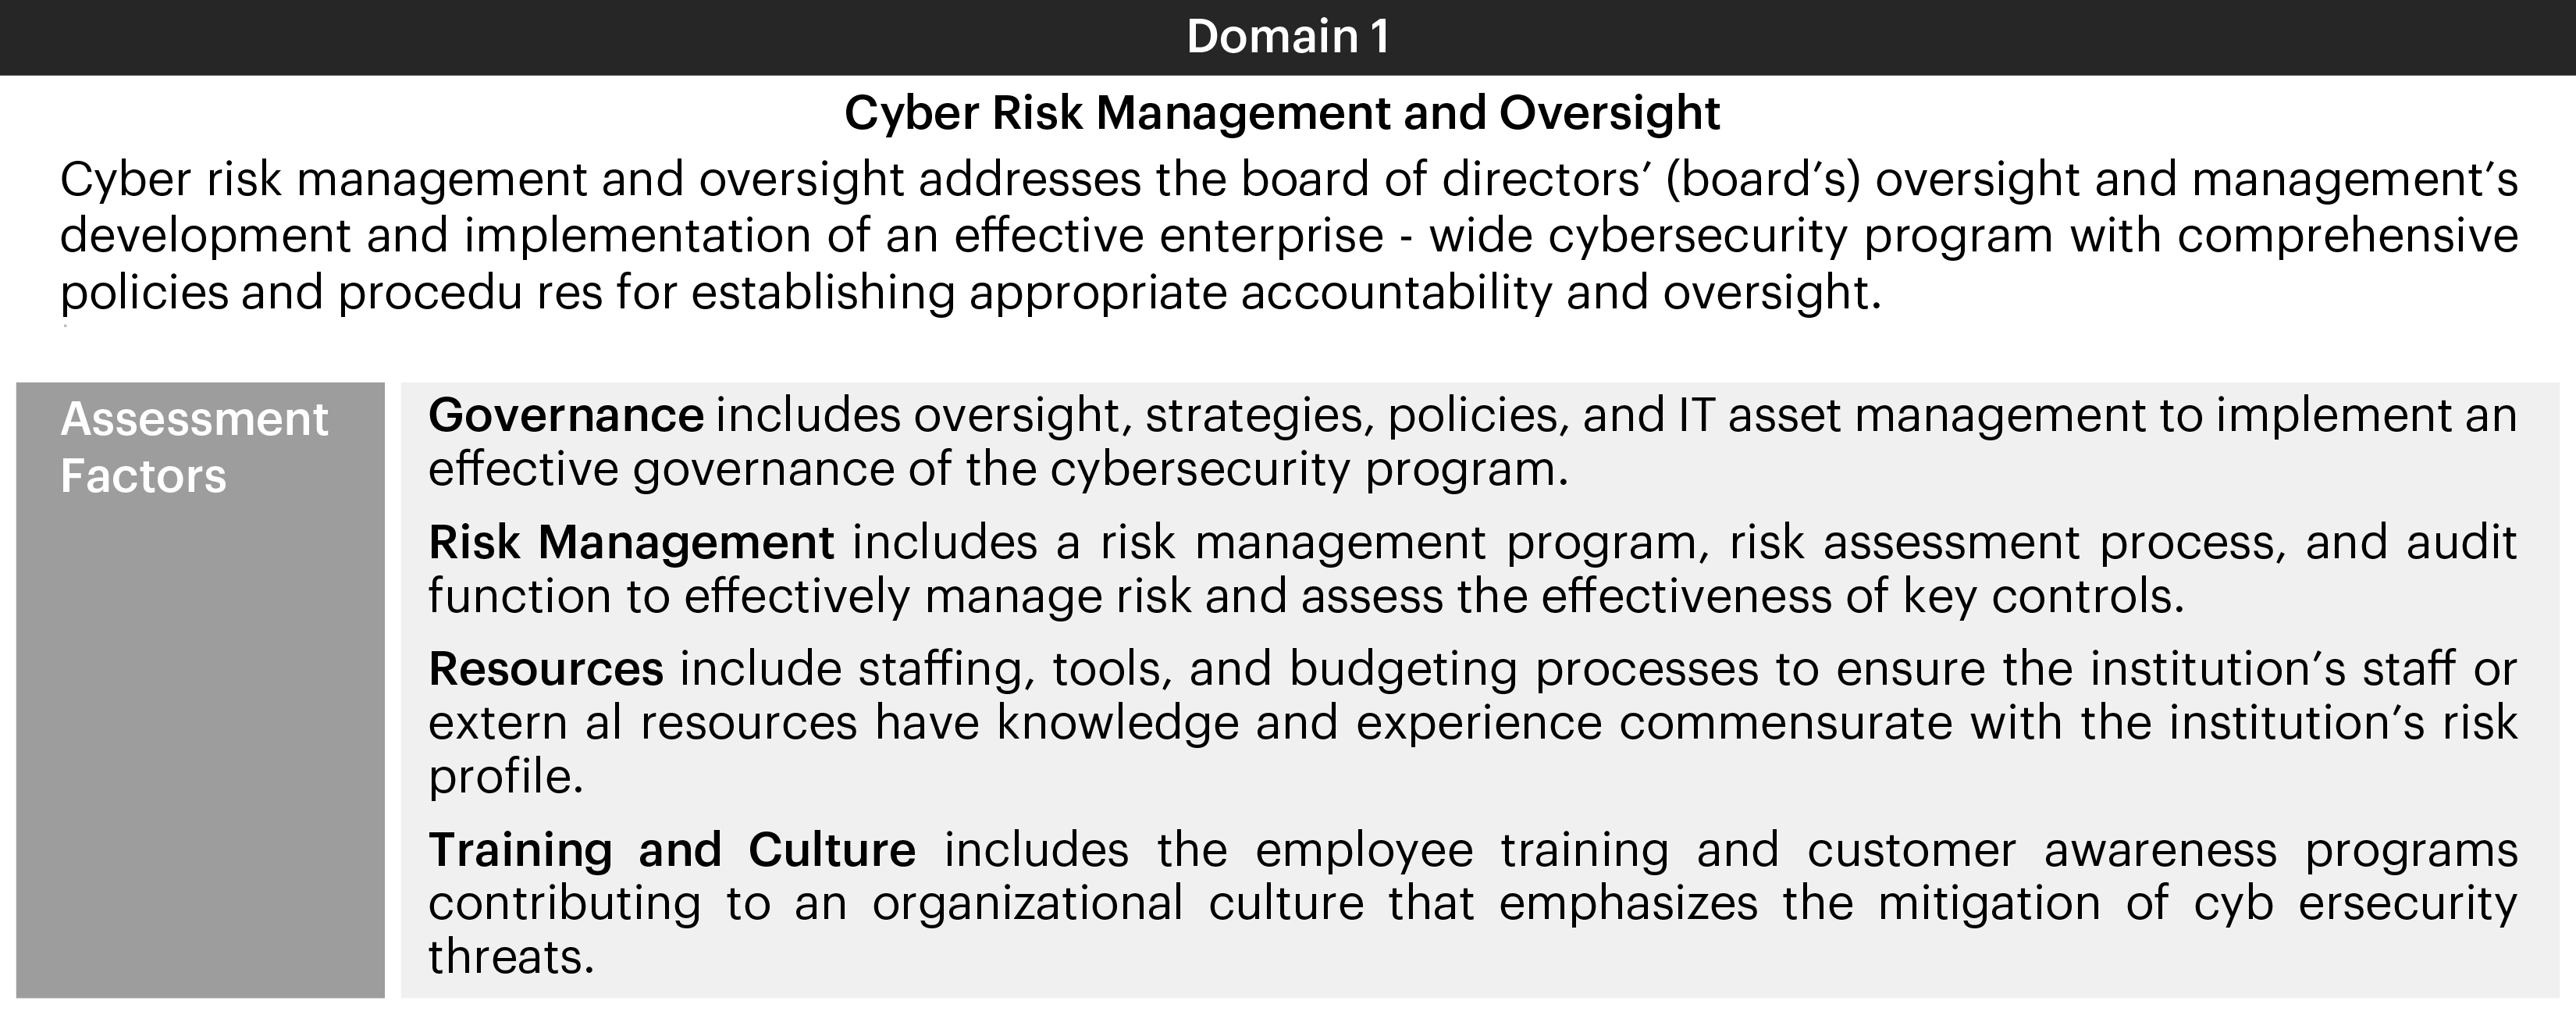 Domain 1
Cyber Risk Management and Oversight
Cyber risk management and oversight addresses the board of directors’ (board’s) oversight and management’s
development and implementation of an effective enterprise - wide cybersecurity program with comprehensive
policies and procedu res for establishing appropriate accountability and oversight.
Assessment
Factors
Governance includes oversight, strategies, policies, and IT asset management to implement an
effective governance of the cybersecurity program.
Risk Management includes a risk management program, risk assessment process, and audit
function to effectively manage risk and assess the effectiveness of key controls.
Resources include staffing, tools, and budgeting processes to ensure the institution’s staff or
extern al resources have knowledge and experience commensurate with the institution’s risk
profile.
Training and Culture includes the employee training and customer awareness programs
contributing to an organizational culture that emphasizes the mitigation of cyb ersecurity
threats.